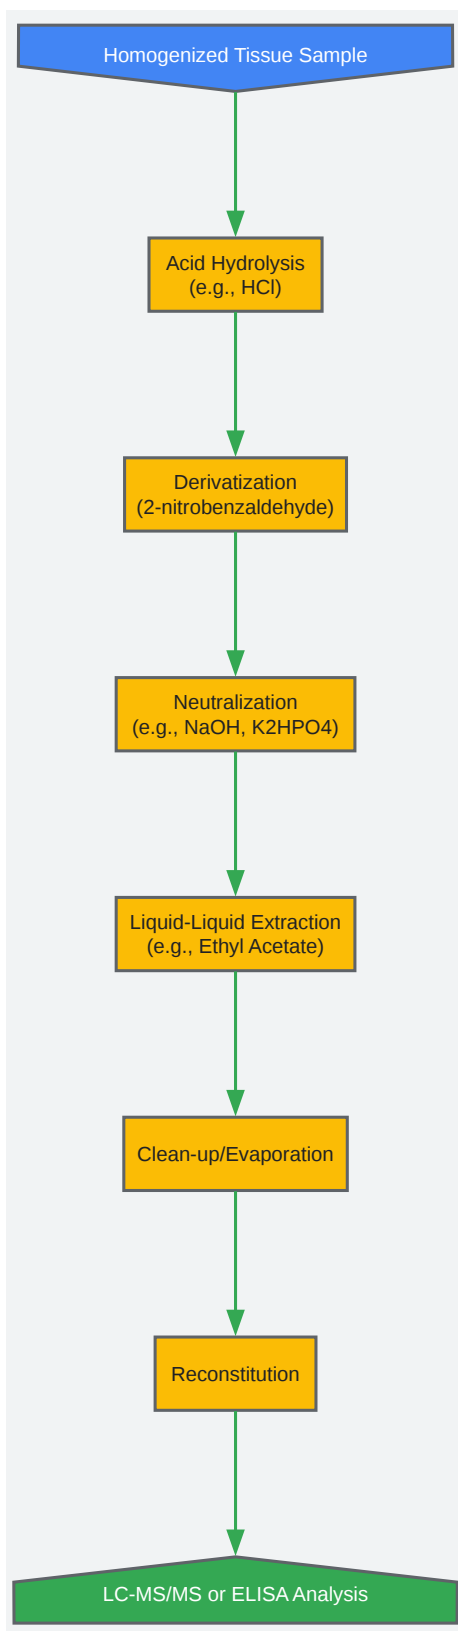 Homogenized Tissue Sample
Acid Hydrolysis
(e.g., HCl)
Derivatization
(2-nitrobenzaldehyde)
Neutralization
(e.g., NaOH, K2HPO4)
Liquid-Liquid Extraction
(e.g., Ethyl Acetate)
Clean-up/Evaporation
Reconstitution
LC-MS/MS or ELISA Analysis